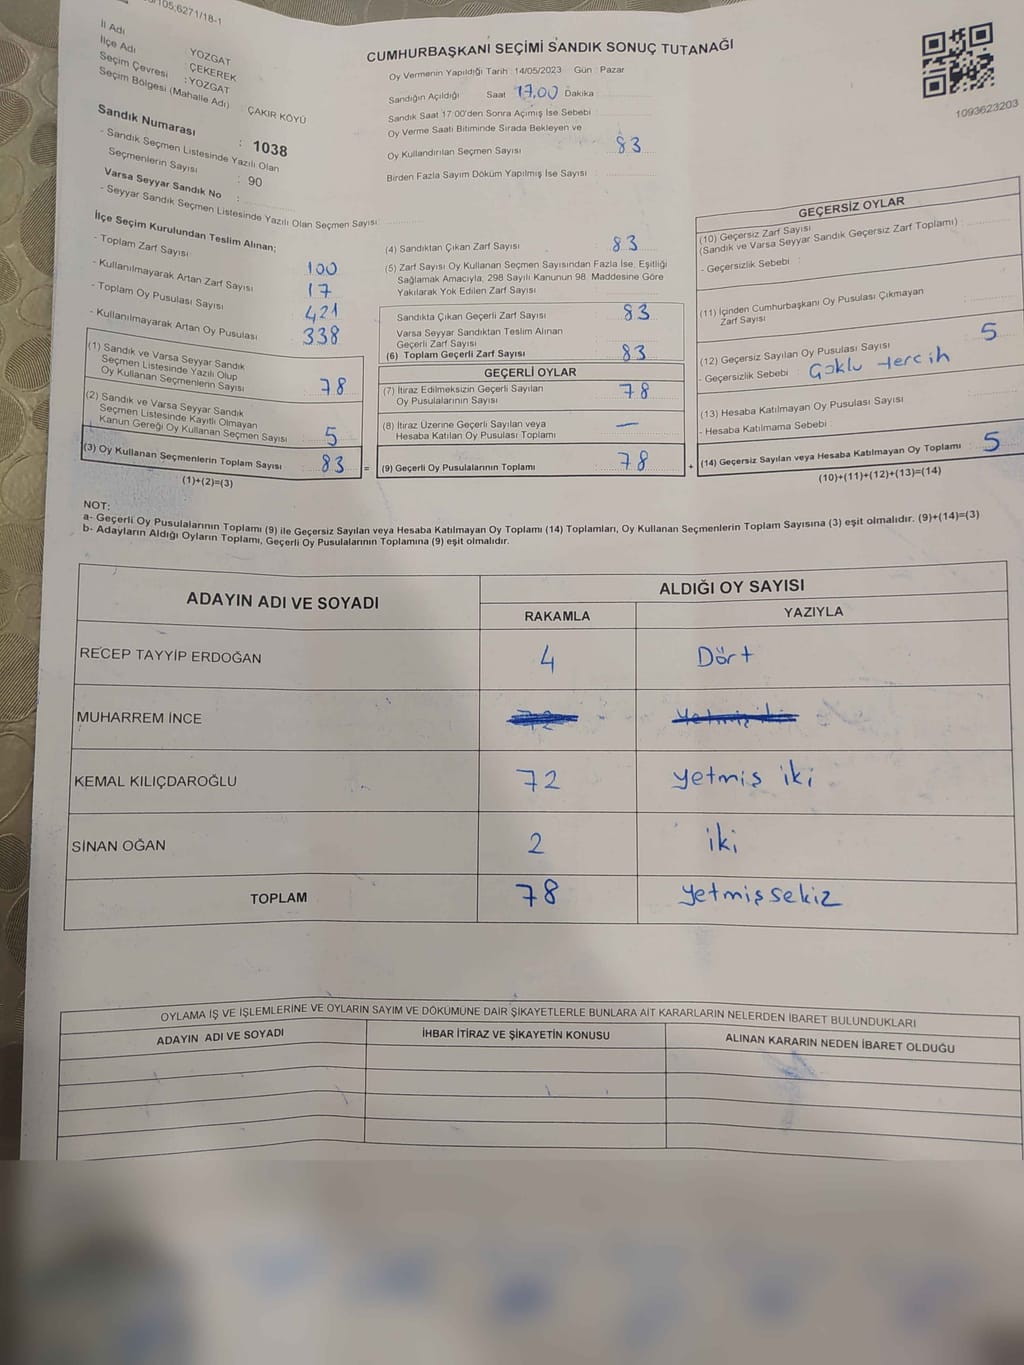 105.6271/18-1
İl Adı : YOZGAT
İlçe Adı : ÇEKEREK
Seçim Çevresi : YOZGAT
Seçim Bölgesi (Mahalle Adı) : ÇAKIR KÖYÜ
Sandık Numarası : 1038
- Sandık Seçmen Listesinde Yazılı Olan
Seçmenlerin Sayısı : 90
Varsa Seyyar Sandık No :
- Seyyar Sandık Seçmen Listesinde Yazılı Olan Seçmen Sayısı:
CUMHURBAŞKANI SEÇİMİ SANDIK SONUÇ TUTANAĞI
Oy Vermenin Yapıldığı Tarih : 14/05/2023 Gün : Pazar
Sandığın Açıldığı Saat 17.00 Dakika
Sandık Saat 17:00'den Sonra Açılmış İse Sebebi :
Oy Verme Saati Bitiminde Sırada Bekleyen ve
Oy Kullandırılan Seçmen Sayısı : 83
Birden Fazla Sayım Döküm Yapılmış İse Sayısı :
1093623203
İlçe Seçim Kurulundan Teslim Alınan;
- Toplam Zarf Sayısı : 100
- Kullanılmayarak Artan Zarf Sayısı : 17
- Toplam Oy Pusulası Sayısı : 421
- Kullanılmayarak Artan Oy Pusulası : 338
(1) Sandık ve Varsa Seyyar Sandık
Seçmen Listesinde Yazılı Olup
Oy Kullanan Seçmenlerin Sayısı : 78
(2) Sandık ve Varsa Seyyar Sandık
Seçmen Listesinde Kayıtlı Olmayan
Kanun Gereği Oy Kullanan Seçmen Sayısı : 5
(3) Oy Kullanan Seçmenlerin Toplam Sayısı : 83 =
(1)+(2)=(3)
(4) Sandıktan Çıkan Zarf Sayısı : 83
(5) Zarf Sayısı Oy Kullanan Seçmen Sayısından Fazla İse, Eşitliği
Sağlamak Amacıyla, 298 Sayılı Kanunun 98. Maddesine Göre
Yakılarak Yok Edilen Zarf Sayısı :
Sandıkta Çıkan Geçerli Zarf Sayısı : 83
Varsa Seyyar Sandıktan Teslim Alınan
Geçerli Zarf Sayısı :
(6) Toplam Geçerli Zarf Sayısı : 83
GEÇERLİ OYLAR
(7) İtiraz Edilmeksizin Geçerli Sayılan
Oy Pusulalarının Sayısı : 78
(8) İtiraz Üzerine Geçerli Sayılan veya
Hesaba Katılan Oy Pusulası Toplamı : —
(9) Geçerli Oy Pusulalarının Toplamı : 78 +
GEÇERSİZ OYLAR
(10) Geçersiz Zarf Sayısı :
(Sandık ve Varsa Seyyar Sandık Geçersiz Zarf Toplamı)
- Geçersizlik Sebebi :
(11) İçinden Cumhurbaşkanı Oy Pusulası Çıkmayan
Zarf Sayısı :
(12) Geçersiz Sayılan Oy Pusulası Sayısı : 5
- Geçersizlik Sebebi : Çoklu tercih
(13) Hesaba Katılmayan Oy Pusulası Sayısı :
- Hesaba Katılmama Sebebi :
(14) Geçersiz Sayılan veya Hesaba Katılmayan Oy Toplamı : 5
(10)+(11)+(12)+(13)=(14)
NOT:
a- Geçerli Oy Pusulalarının Toplamı (9) ile Geçersiz Sayılan veya Hesaba Katılmayan Oy Toplamı (14) Toplamları, Oy Kullanan Seçmenlerin Toplam Sayısına (3) eşit olmalıdır. (9)+(14)=(3)
b- Adayların Aldığı Oyların Toplamı, Geçerli Oy Pusulalarının Toplamına (9) eşit olmalıdır.
ADAYIN ADI VE SOYADI
ALDIĞI OY SAYISI
RAKAMLA YAZIYLA
RECEP TAYYİP ERDOĞAN 4 Dört
MUHARREM İNCE 72 Yetmiş iki
KEMAL KILIÇDAROĞLU 72 yetmiş iki
SİNAN OĞAN 2 iki
TOPLAM 78 yetmişsekiz
OYLAMA İŞ VE İŞLEMLERİNE VE OYLARIN SAYIM VE DÖKÜMÜNE DAİR ŞİKAYETLERLE BUNLARA AİT KARARLARIN NELERDEN İBARET BULUNDUKLARI
ADAYIN ADI VE SOYADI İHBAR İTİRAZ VE ŞİKAYETİN KONUSU ALINAN KARARIN NEDEN İBARET OLDUĞU